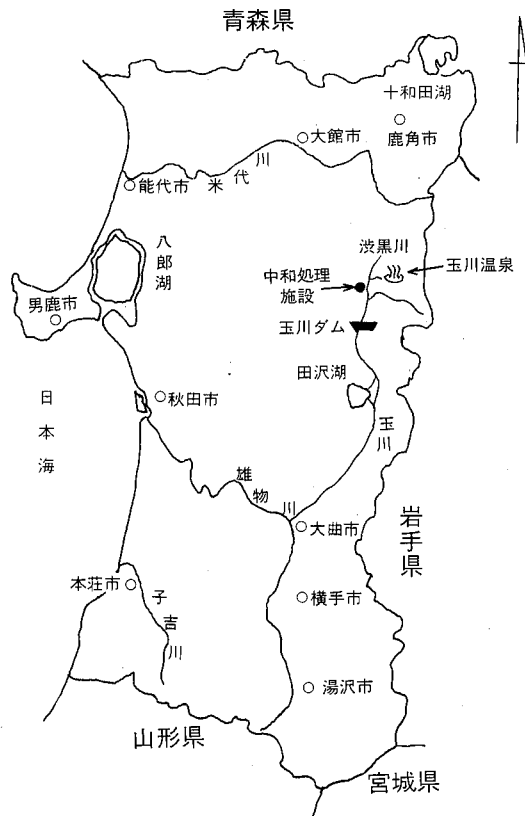 青森県
十和田湖
大館市
鹿角市
米代川
能代市
八郎湖
渋黒川
玉川温泉
中和処理
施設
男鹿市
玉川ダム
田沢湖
秋田市
日本海
玉川
雄物川
大曲市
岩手県
本荘市
子吉川
横手市
湯沢市
山形県
宮城県